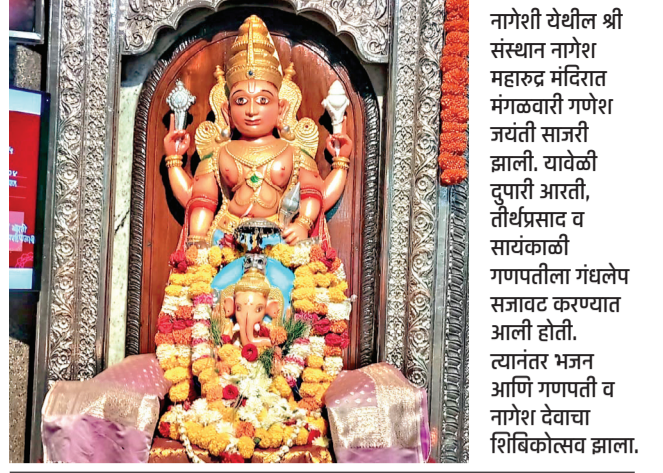 नागेशी येथील श्री
संस्थान नागेश
महारुद्र मंदिरात
मंगळवारी गणेश
जयंती साजरी
झाली. यावेळी
दुपारी आरती,
तीर्थप्रसाद व
सायंकाळी
गणपतीला गंधलेप
सजावट करण्यात
आली होती.
त्यानंतर भजन
आणि गणपती व
नागेश देवाचा
शिबिकोत्सव झाला.